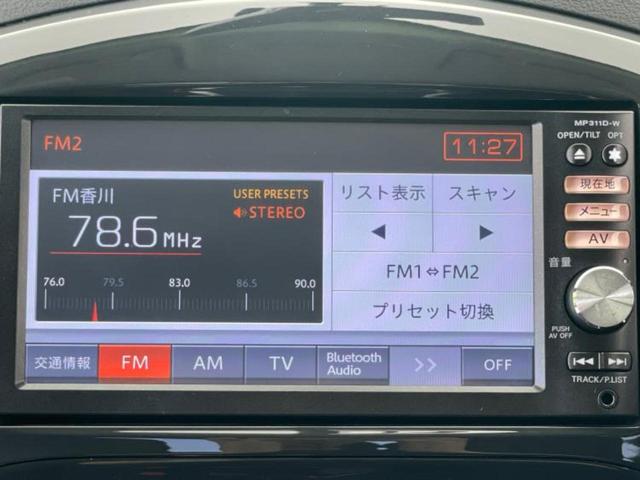 MP311D-W
OPEN/TILT OPT
FM2
11:27
現在地
メニュー
AV
音量
PUSH
AV OFF
TRACK/P.LIST
FM香川
USER PRESETS
STEREO
78.6 MHz
76.0 79.5 83.0 86.5 90.0
リスト表示 スキャン
◀ ▶
FM1⇔FM2
プリセット切換
交通情報 FM AM TV Bluetooth Audio >> OFF